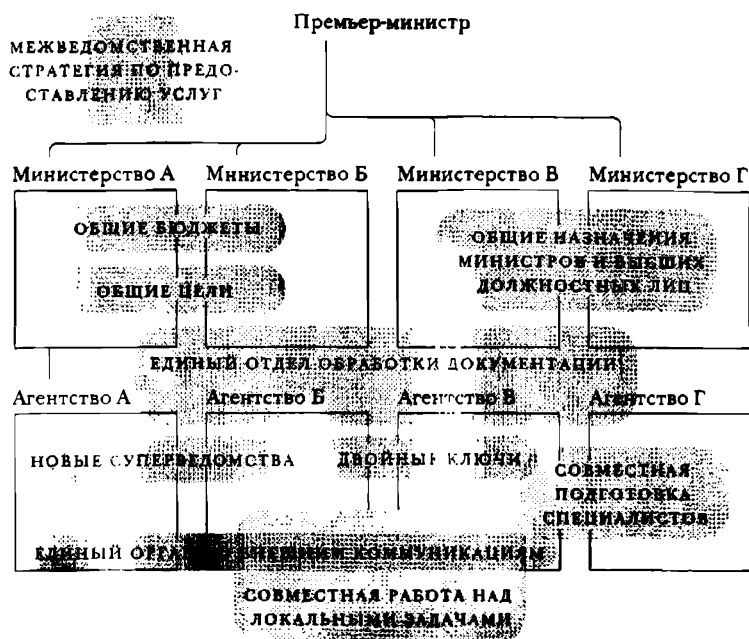 Премьер-министр
МЕЖВЕДОМСТВЕННАЯ
СТРАТЕГИЯ ПО ПРЕДО-
СТАВЛЕНИЮ УСЛУГ
Министерство А
Министерство Б
Министерство В
Министерство Г
ОБЩИЕ БЮДЖЕТЫ
ОБЩИЕ НАЗНАЧЕНИЯ
МИНИСТРОВ И ВЫСШИХ
ДОЛЖНОСТНЫХ ЛИЦ
ОБЩИЕ ЦЕЛИ
ЕДИНЫЙ ОТДЕЛ ОБРАБОТКИ ДОКУМЕНТАЦИИ
Агентство А
Агентство Б
Агентство В
Агентство Г
НОВЫЕ СУПЕРВЕДОМСТВА
ДВОЙНЫЕ КЛЮЧИ
СОВМЕСТНАЯ
ПОДГОТОВКА
СПЕЦИАЛИСТОВ
ЕДИНЫЙ ОРГАН ПО ВНЕШНИМ КОММУНИКАЦИЯМ
СОВМЕСТНАЯ РАБОТА НАД
ЛОКАЛЬНЫМИ ЗАДАЧАМИ